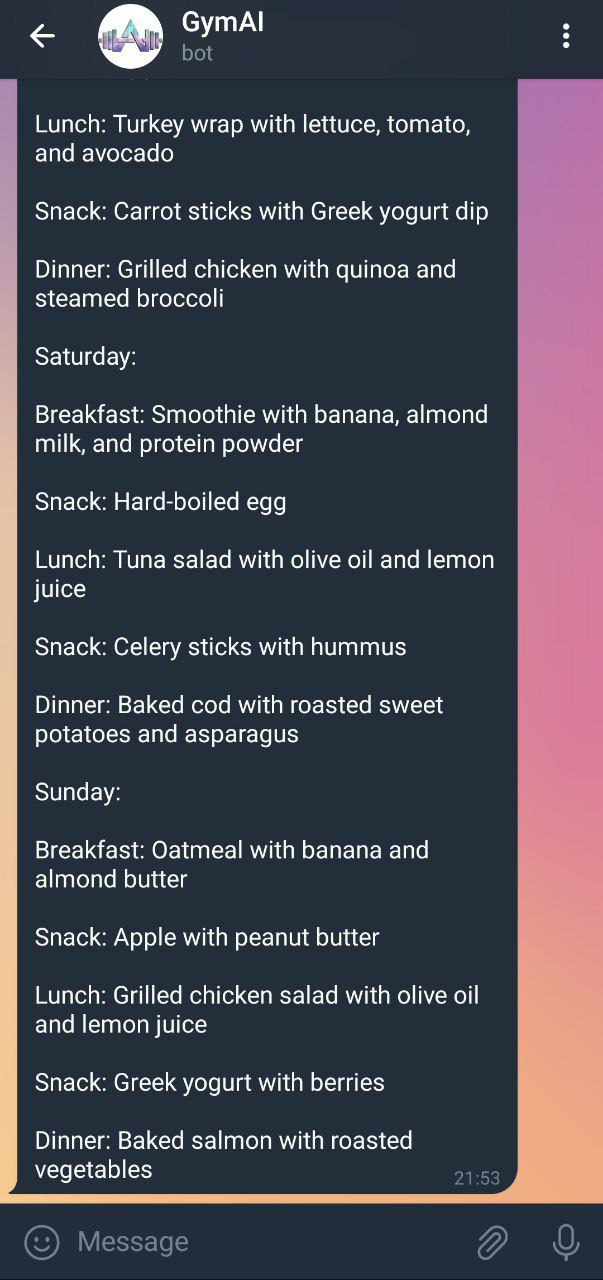 GymAI
bot
Lunch: Turkey wrap with lettuce, tomato,
and avocado
Snack: Carrot sticks with Greek yogurt dip
Dinner: Grilled chicken with quinoa and
steamed broccoli
Saturday:
Breakfast: Smoothie with banana, almond
milk, and protein powder
Snack: Hard-boiled egg
Lunch: Tuna salad with olive oil and lemon
juice
Snack: Celery sticks with hummus
Dinner: Baked cod with roasted sweet
potatoes and asparagus
Sunday:
Breakfast: Oatmeal with banana and
almond butter
Snack: Apple with peanut butter
Lunch: Grilled chicken salad with olive oil
and lemon juice
Snack: Greek yogurt with berries
Dinner: Baked salmon with roasted
vegetables
21:53
Message